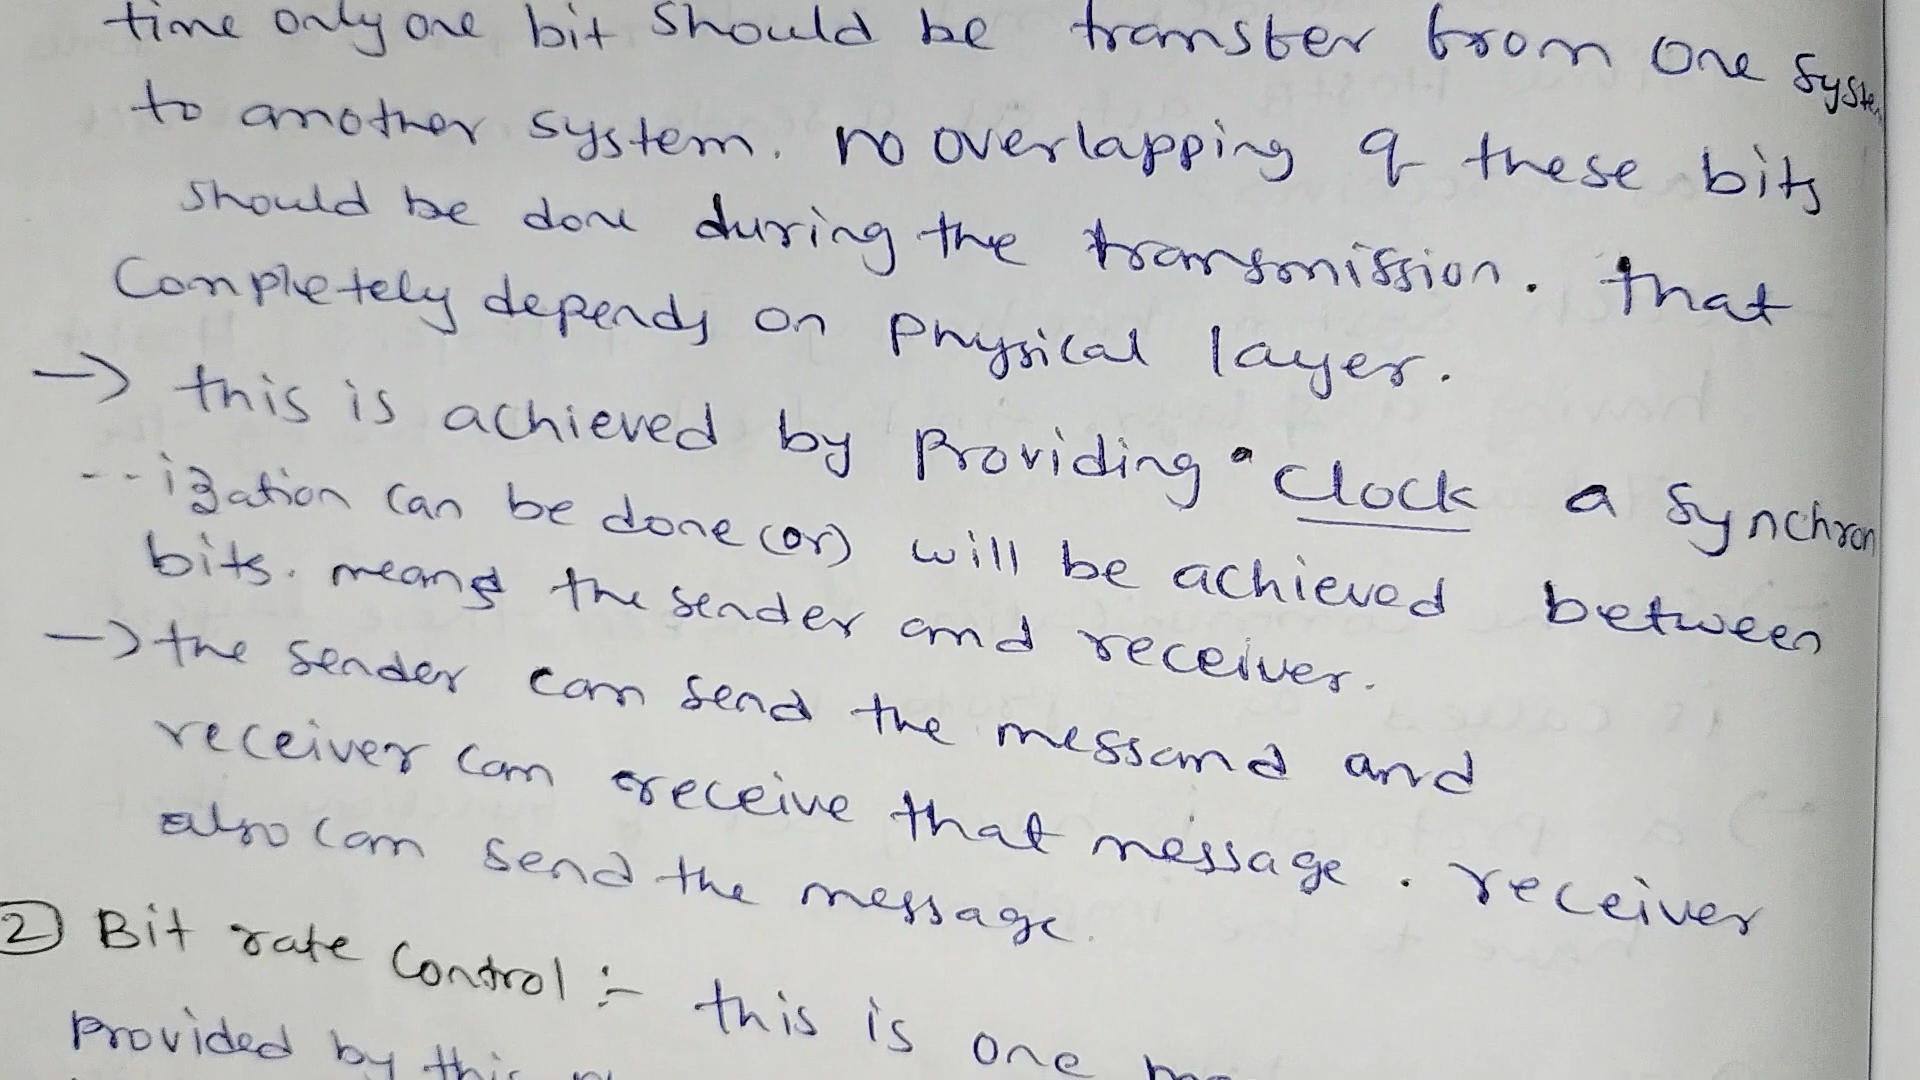 time only one bit should be transfer from one system
to another system. no overlapping of these bits
should be done during the transmission. that
Completely depends on Physical layer.
→ this is achieved by Providing clock a Synchron
--ization can be done (or) will be achieved between
bits. means the sender and receiver.
→ the sender can send the messand and
receiver can receive that message. receiver
also can send the message.
② Bit rate Control :- this is one
Provided by this